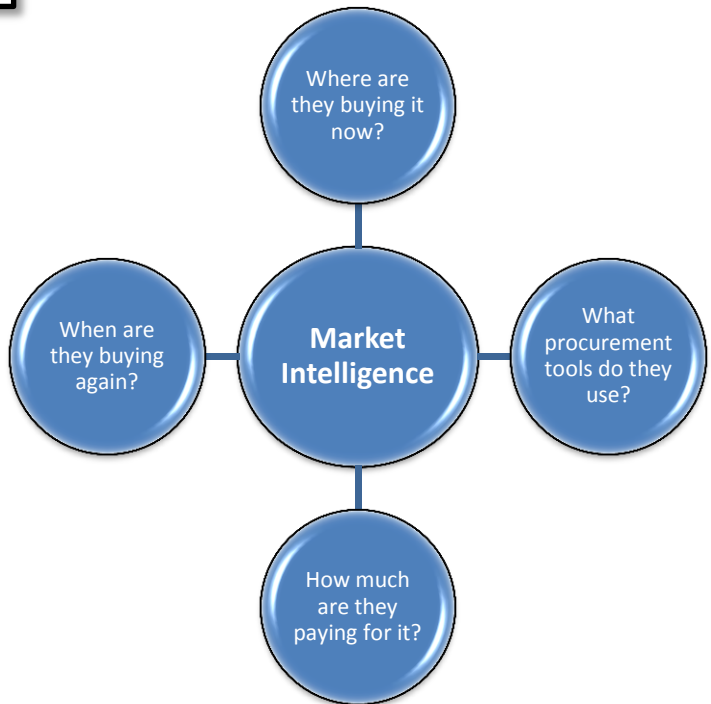 Where are
they buying it
now?
When are
they buying
again?
Market
Intelligence
What
procurement
tools do they
use?
How much
are they
paying for it?